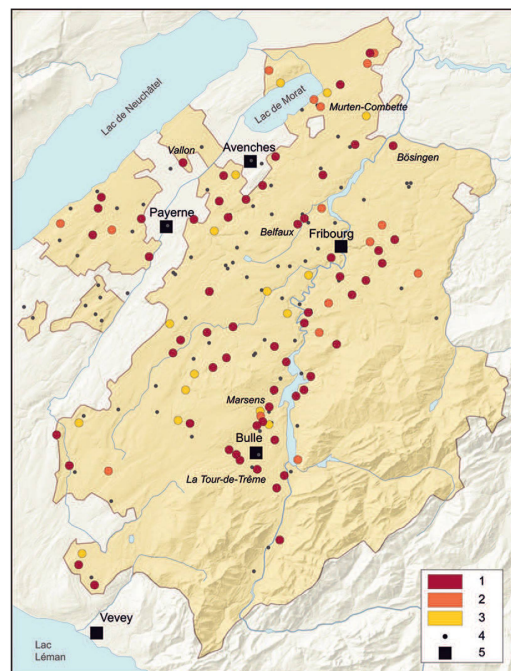 Lac de Neuchâtel
Lac de Morat
Murten-Combette
Vallon
Avenches
Bösingen
Payerne
Belfaux
Fribourg
Marsens
Bulle
La Tour-de-Trême
Vevey
Lac
Léman
1
2
3
4
5